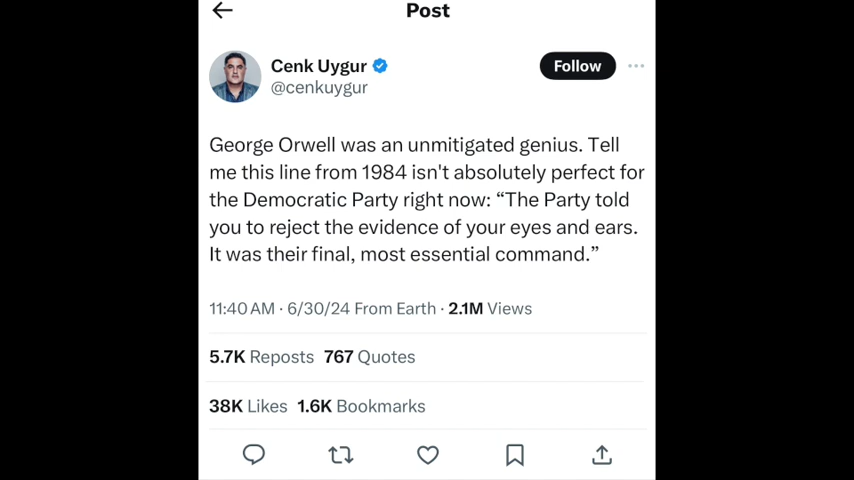 Post
Cenk Uygur
Follow
@cenkuygur
George Orwell was an unmitigated genius. Tell
me this line from 1984 isn't absolutely perfect for
the Democratic Party right now: “The Party told
you to reject the evidence of your eyes and ears.
It was their final, most essential command.”
11:40 AM · 6/30/24 From Earth · 2.1M Views
5.7K Reposts 767 Quotes
38K Likes 1.6K Bookmarks